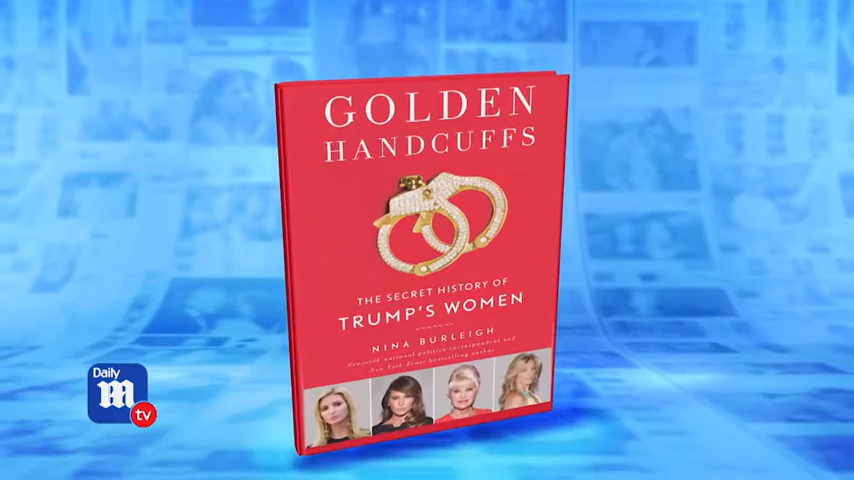 GOLDEN
HANDCUFFS
THE SECRET HISTORY OF
TRUMP'S WOMEN
NINA BURLEIGH
Newsweek national politics correspondent and
New York Times bestselling author
Daily
M
tv